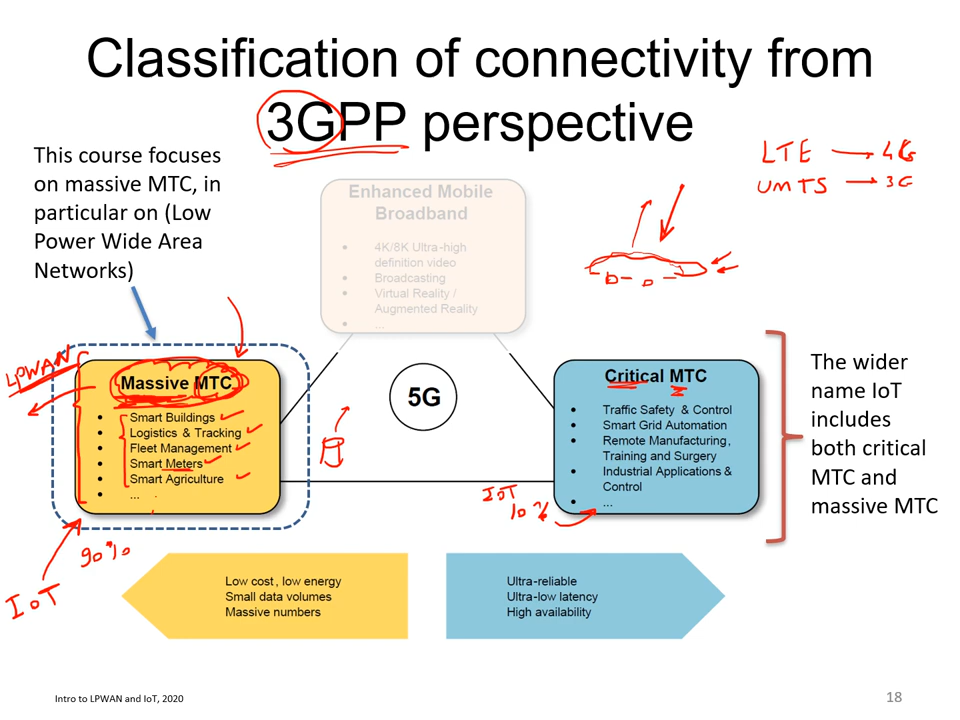 Classification of connectivity from
3GPP perspective
This course focuses
on massive MTC, in
particular on (Low
Power Wide Area
Networks)
LTE → 4G
UMTS → 3G
Enhanced Mobile
Broadband
• 4K/8K Ultra-high
definition video
• Broadcasting
• Virtual Reality /
Augmented Reality
• ...
LPWAN
Massive MTC
• Smart Buildings
• Logistics & Tracking
• Fleet Management
• Smart Meters
• Smart Agriculture
• ...
5G
Critical MTC
• Traffic Safety & Control
• Smart Grid Automation
• Remote Manufacturing,
Training and Surgery
• Industrial Applications &
Control
• ...
The wider
name IoT
includes
both critical
MTC and
massive MTC
IoT
10%
90%
IoT
Low cost, low energy
Small data volumes
Massive numbers
Ultra-reliable
Ultra-low latency
High availability
Intro to LPWAN and IoT, 2020
18